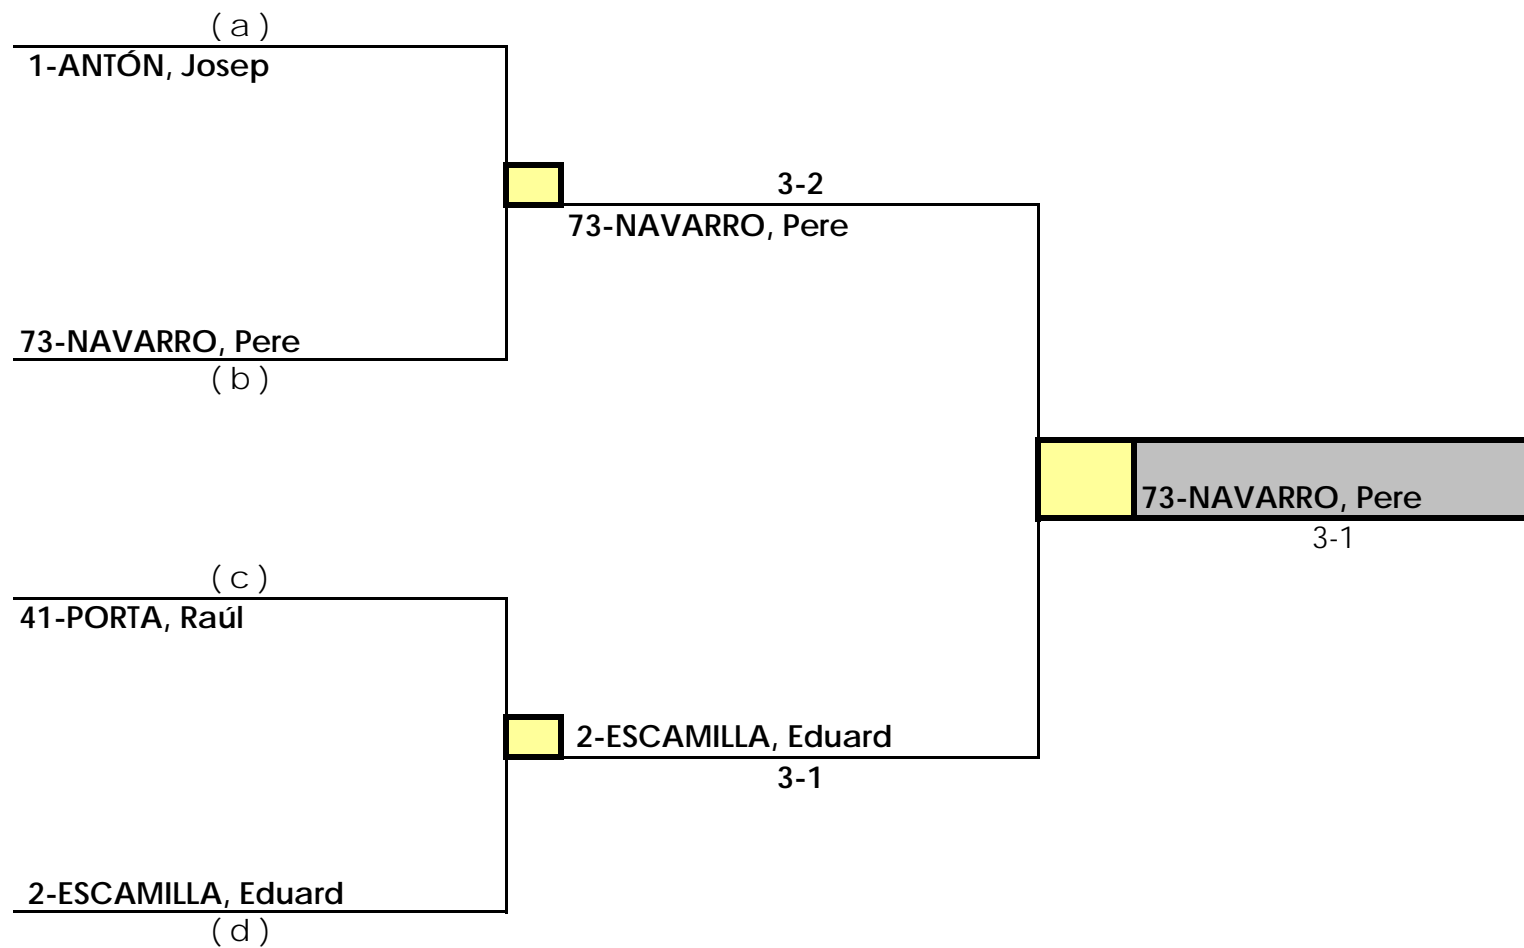 (a)
1-ANTÓN, Josep
3-2
73-NAVARRO, Pere
73-NAVARRO, Pere
(b)
73-NAVARRO, Pere
3-1
(c)
41-PORTA, Raúl
2-ESCAMILLA, Eduard
3-1
2-ESCAMILLA, Eduard
(d)